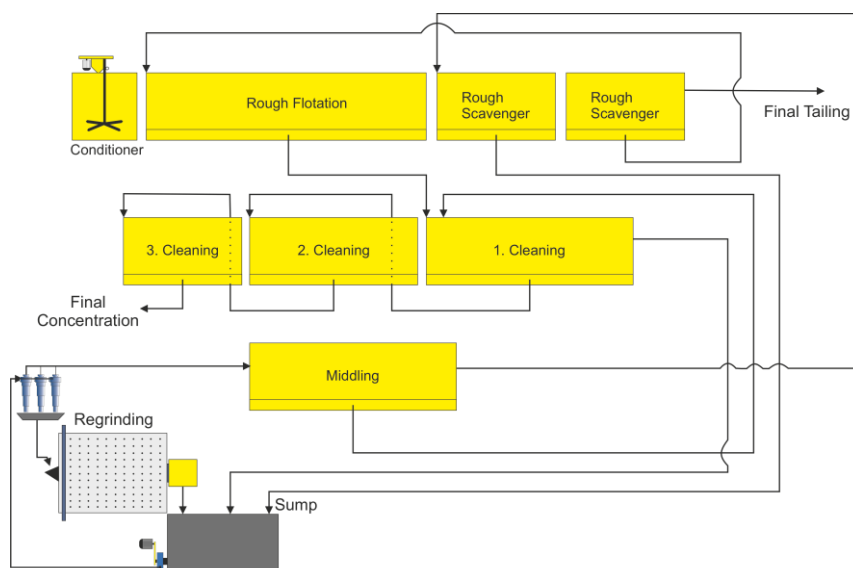 Rough Flotation
Rough
Scavenger
Rough
Scavenger
Final Tailing
Conditioner
3. Cleaning
2. Cleaning
1. Cleaning
Final
Concentration
Middling
Regrinding
Sump